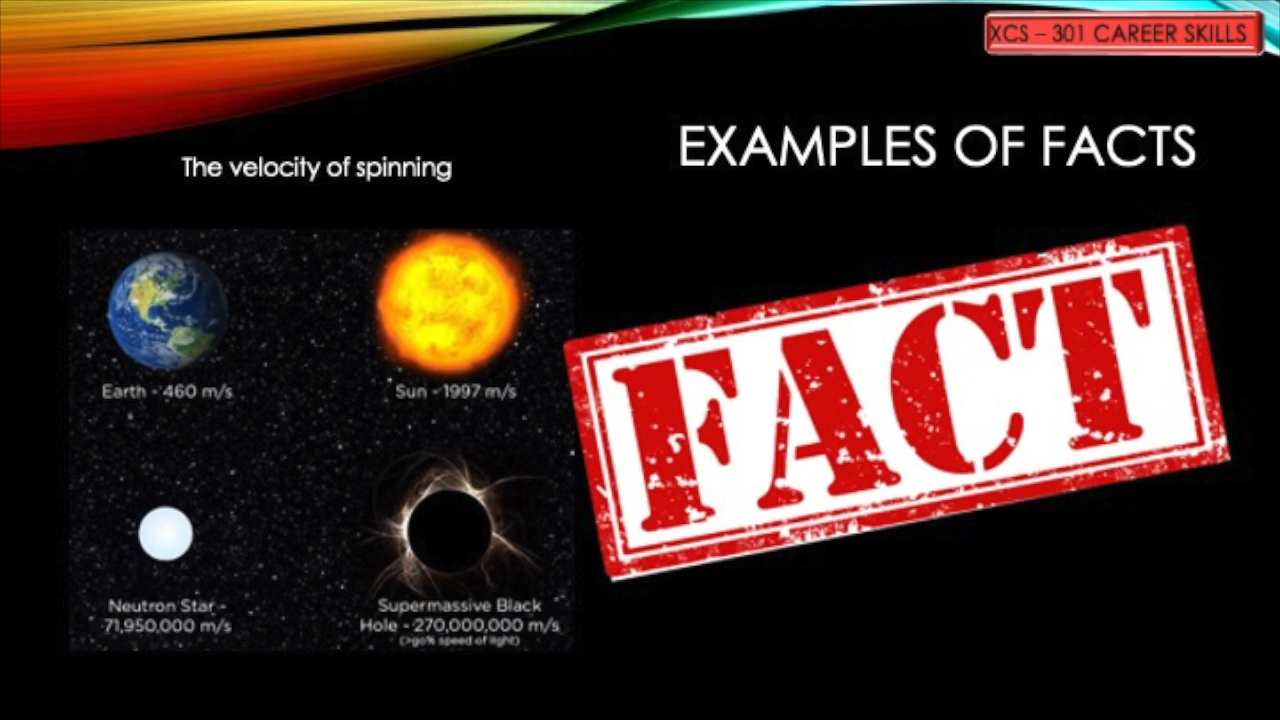 XCS – 301 CAREER SKILLS
EXAMPLES OF FACTS
The velocity of spinning
Earth - 460 m/s
Sun - 1997 m/s
Neutron Star -
71,950,000 m/s
Supermassive Black
Hole - 270,000,000 m/s
(>90% speed of light)
FACT